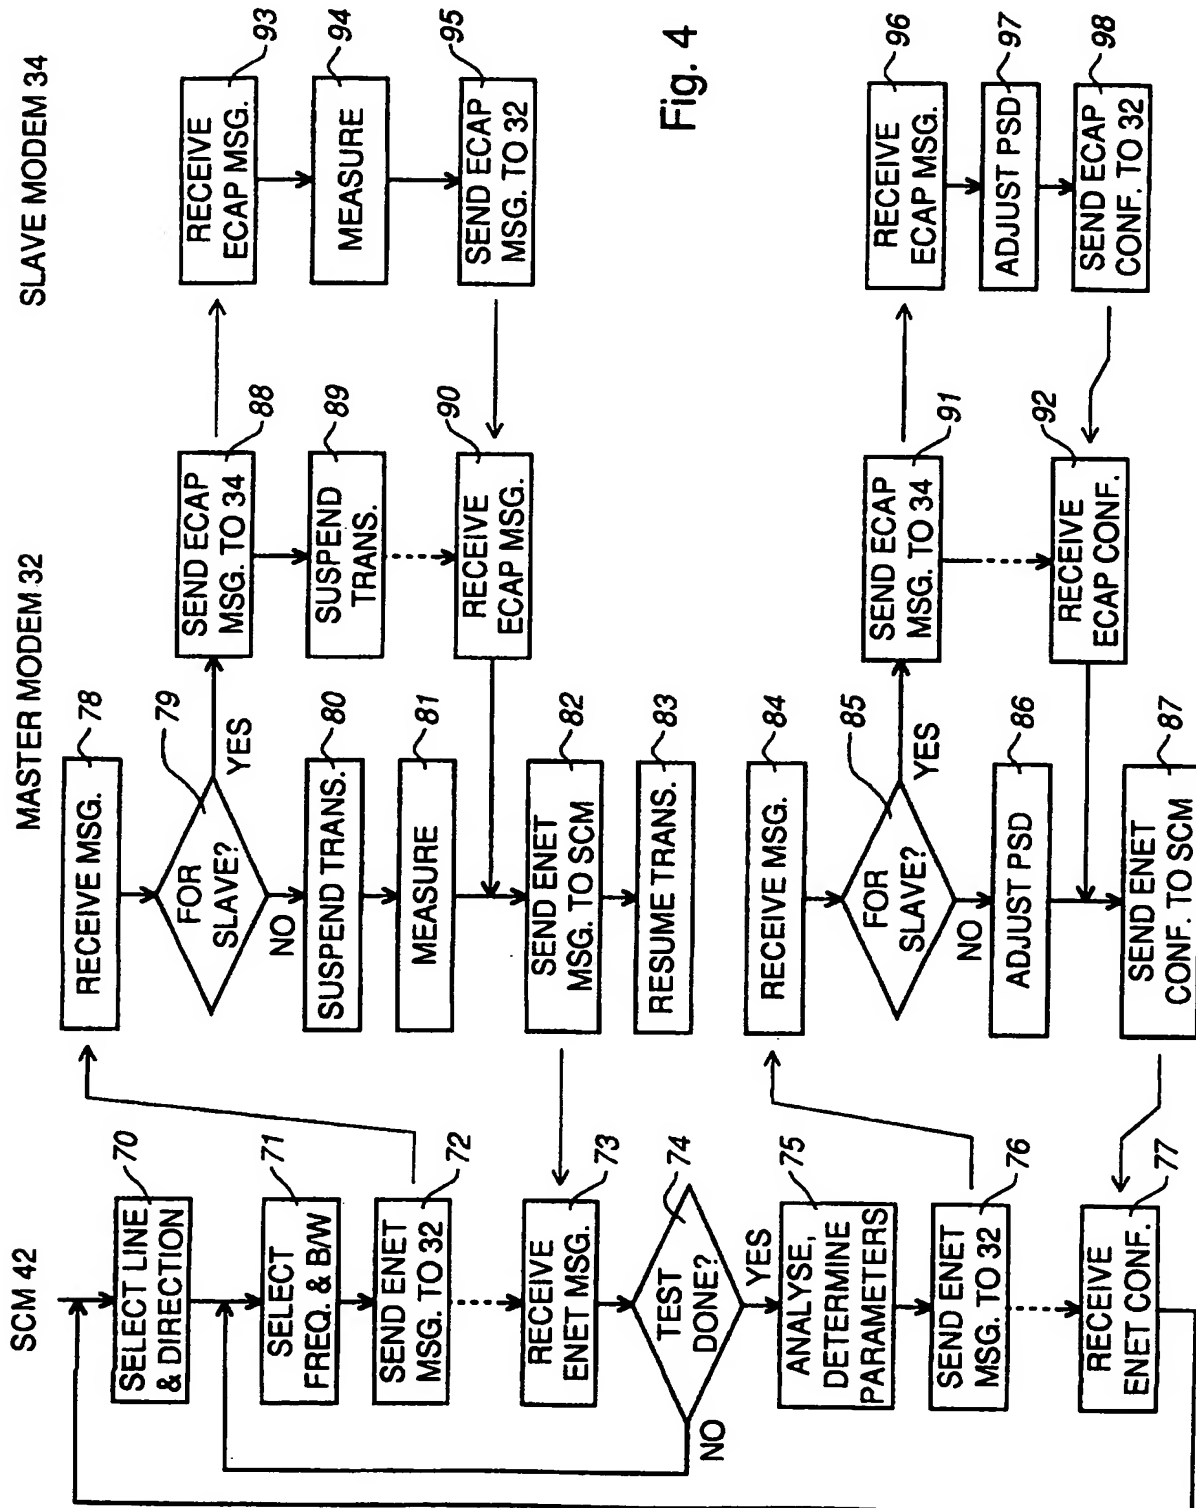 SCM 42
SELECT LINE
& DIRECTION
70
SELECT
FREQ. & B/W
71
SEND ENET
MSG. TO 32
72
RECEIVE
ENET MSG.
73
TEST
DONE?
74
NO
YES
ANALYSE,
DETERMINE
PARAMETERS
75
SEND ENET
MSG. TO 32
76
RECEIVE
ENET CONF.
77
MASTER MODEM 32
RECEIVE MSG.
78
FOR
SLAVE?
79
YES
NO
SUSPEND TRANS.
80
MEASURE
81
SEND ENET
MSG. TO SCM
82
RESUME TRANS.
83
SEND ECAP
MSG. TO 34
88
SUSPEND
TRANS.
89
RECEIVE
ECAP MSG.
90
RECEIVE MSG.
84
FOR
SLAVE?
85
YES
NO
ADJUST PSD
86
SEND ENET
CONF. TO SCM
87
SEND ECAP
MSG. TO 34
91
RECEIVE
ECAP CONF.
92
SLAVE MODEM 34
RECEIVE
ECAP MSG.
93
MEASURE
94
SEND ECAP
MSG. TO 32
95
RECEIVE
ECAP MSG.
96
ADJUST PSD
97
SEND ECAP
CONF. TO 32
98
Fig. 4